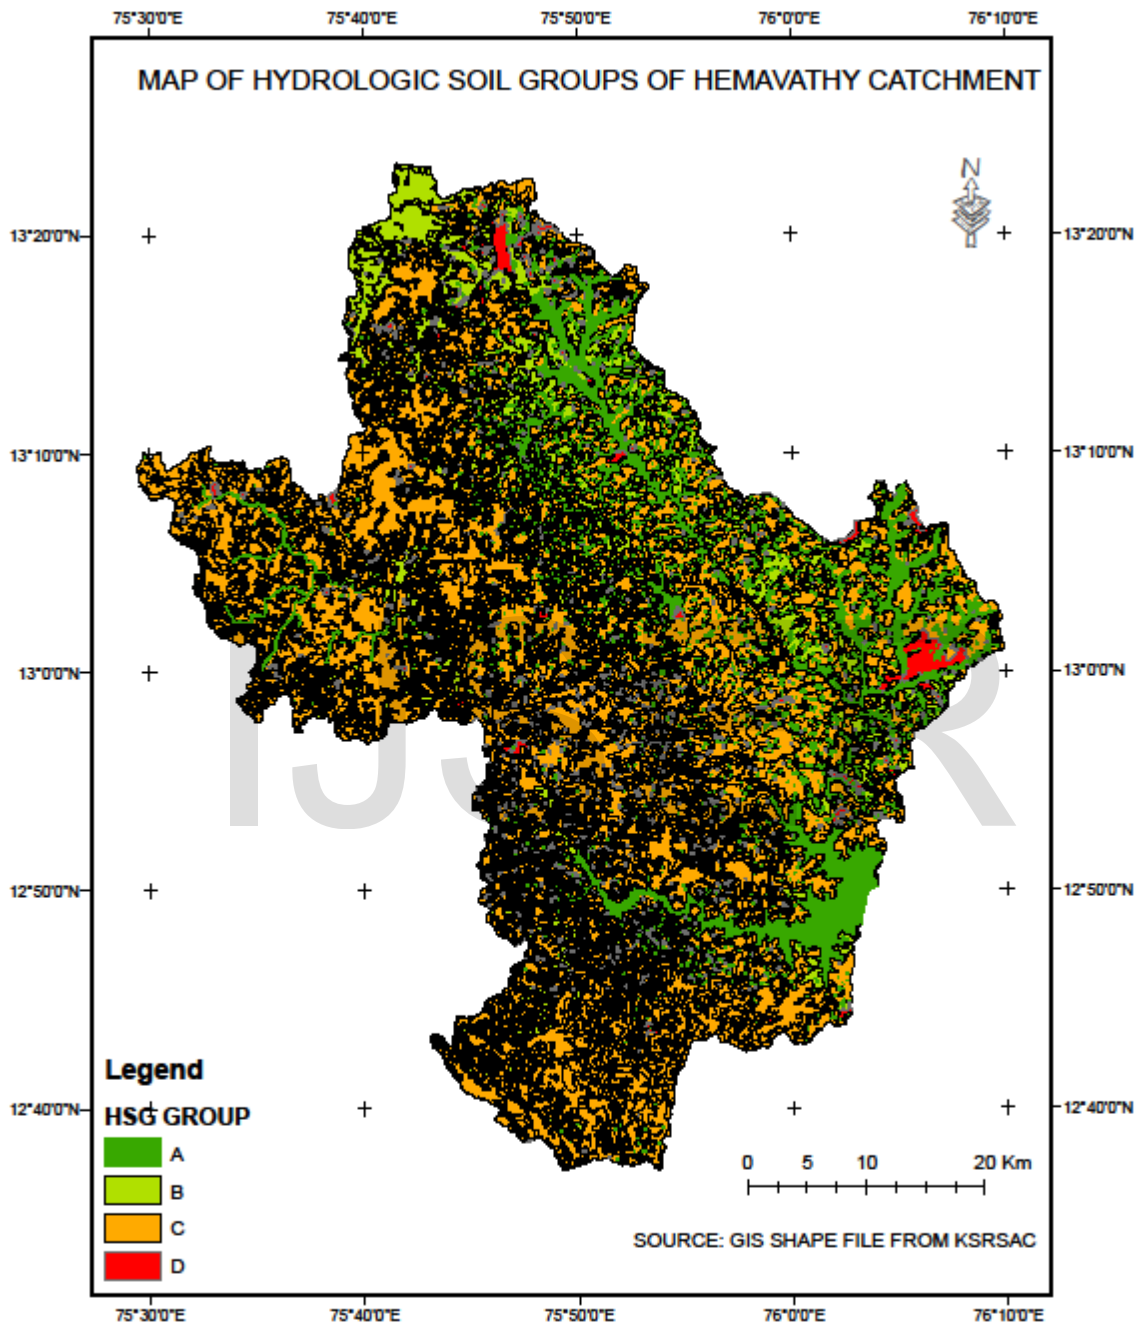 75°30'0"E 75°40'0"E 75°50'0"E 76°0'0"E 76°10'0"E
MAP OF HYDROLOGIC SOIL GROUPS OF HEMAVATHY CATCHMENT
N
13°20'0"N 13°20'0"N
13°10'0"N 13°10'0"N
13°0'0"N 13°0'0"N
12°50'0"N 12°50'0"N
12°40'0"N 12°40'0"N
Legend
HSG GROUP
A
B
C
D
0 5 10 20 Km
SOURCE: GIS SHAPE FILE FROM KSRSAC
75°30'0"E 75°40'0"E 75°50'0"E 76°0'0"E 76°10'0"E